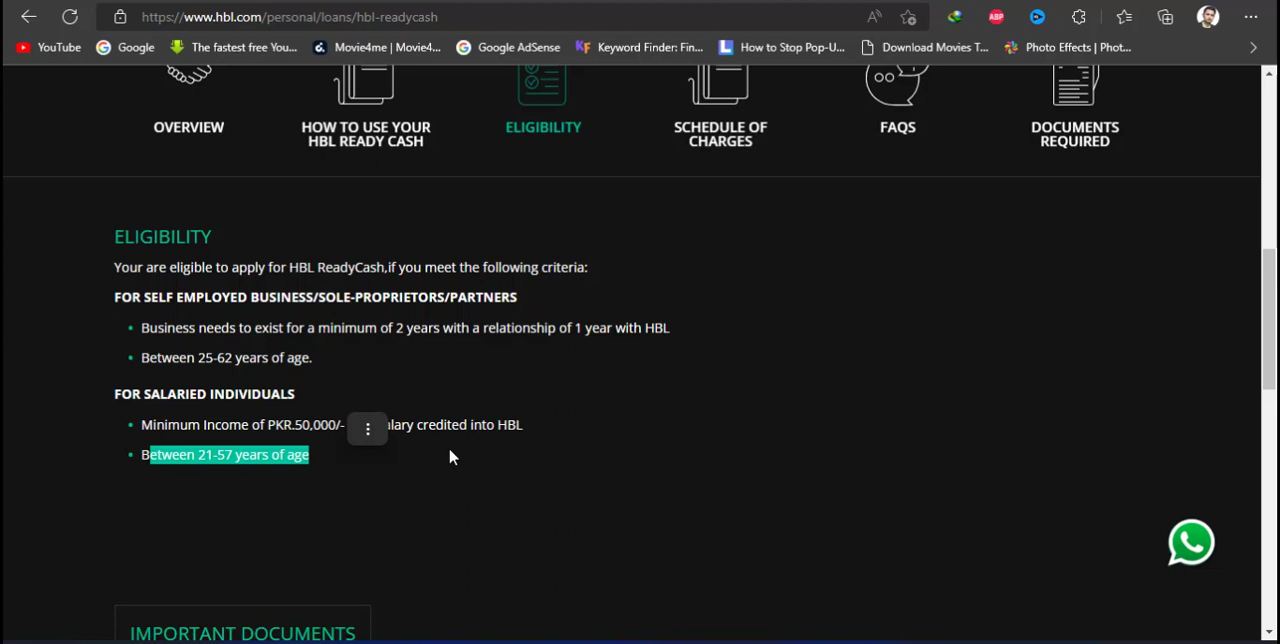 https://www.hbl.com/personal/loans/hbl-readycash
YouTube Google The fastest free You... Movie4me | Movie4... Google AdSense Keyword Finder: Fin... How to Stop Pop-U... Download Movies T... Photo Effects | Phot...
OVERVIEW
HOW TO USE YOUR
HBL READY CASH
ELIGIBILITY
SCHEDULE OF
CHARGES
FAQS
DOCUMENTS
REQUIRED
ELIGIBILITY
Your are eligible to apply for HBL ReadyCash,if you meet the following criteria:
FOR SELF EMPLOYED BUSINESS/SOLE-PROPRIETORS/PARTNERS
• Business needs to exist for a minimum of 2 years with a relationship of 1 year with HBL
• Between 25-62 years of age.
FOR SALARIED INDIVIDUALS
• Minimum Income of PKR.50,000/- alary credited into HBL
• Between 21-57 years of age
IMPORTANT DOCUMENTS